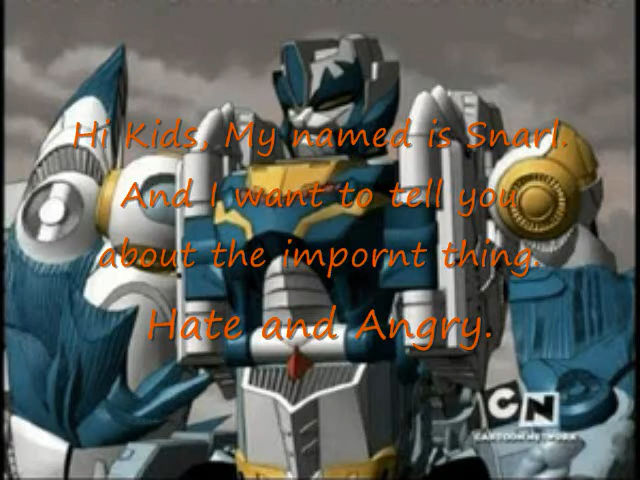 Hi Kids, My named is Snarl.
And I want to tell you
about the impornt thing.
Hate and Angry.
CN
CARTOON NETWORK